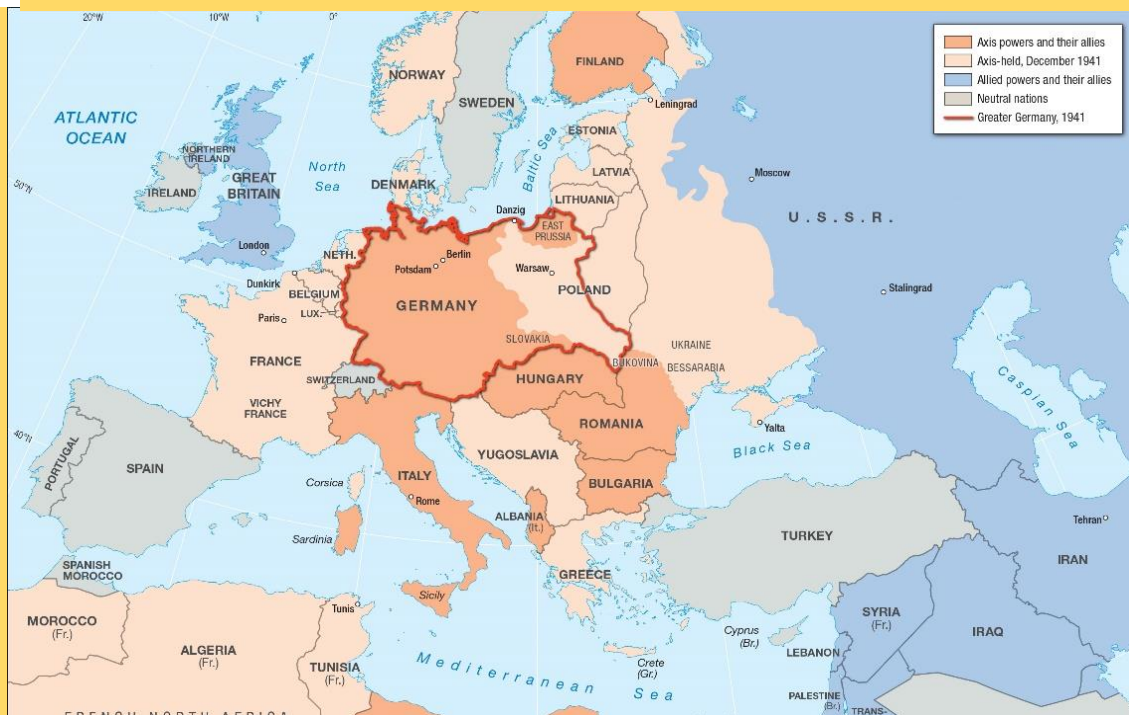 20°W
10°W
0°
Axis powers and their allies
Axis-held, December 1941
Allied powers and their allies
Neutral nations
Greater Germany, 1941
NORWAY
FINLAND
SWEDEN
Leningrad
ATLANTIC
OCEAN
ESTONIA
Baltic Sea
NORTHERN
IRELAND
North
Sea
LATVIA
Moscow
50°N
IRELAND
GREAT
BRITAIN
DENMARK
LITHUANIA
Danzig
U.S.S.R.
EAST
PRUSSIA
London
NETH.
Berlin
Potsdam
Warsaw
Dunkirk
BELGIUM
POLAND
Stalingrad
GERMANY
LUX.
Paris
SLOVAKIA
UKRAINE
FRANCE
BUKOVINA
BESSARABIA
SWITZERLAND
HUNGARY
Caspian Sea
VICHY
FRANCE
ROMANIA
Yalta
40°N
Black Sea
PORTUGAL
SPAIN
YUGOSLAVIA
ITALY
BULGARIA
Corsica
Rome
ALBANIA
(It.)
Tehran
Sardinia
TURKEY
IRAN
SPANISH
MOROCCO
GREECE
Sicily
Tunis
SYRIA
(Fr.)
MOROCCO
(Fr.)
IRAQ
Cyprus
(Br.)
ALGERIA
(Fr.)
LEBANON
TUNISIA
(Fr.)
Mediterranean Sea
Crete
(Gr.)
PALESTINE
(Br.)
TRANS-
FRENCH NORTH AFRICA